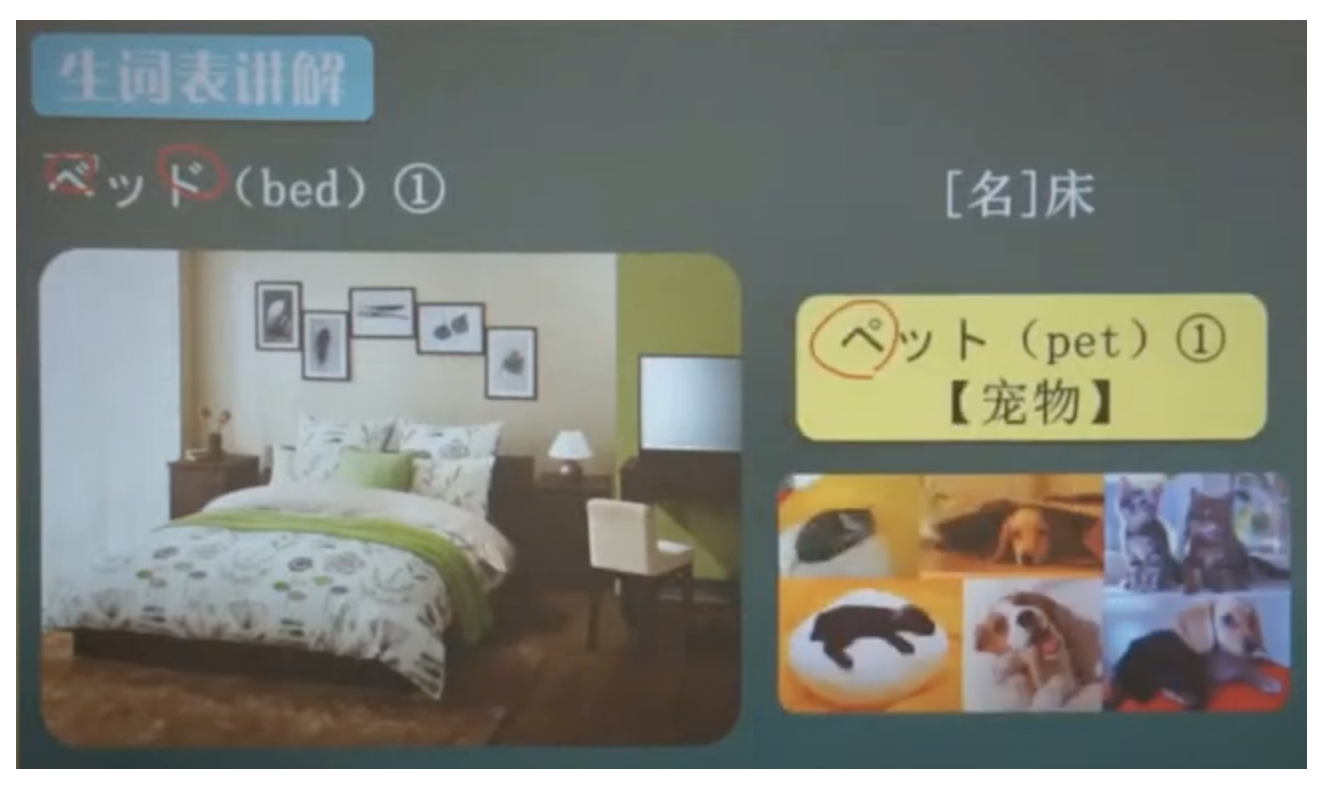 生词表讲解
ベッド（bed）①
[名]床
ペット（pet）①
【宠物】